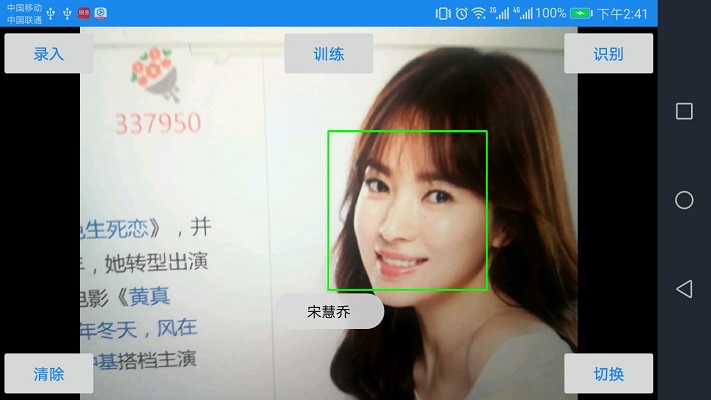 中国移动
中国联通
2G
4G
100%
下午2:41
录入
训练
识别
337950
生死恋》，并
，她转型出演
电影《黄真
年冬天，风在
基搭档主演
宋慧乔
清除
切换